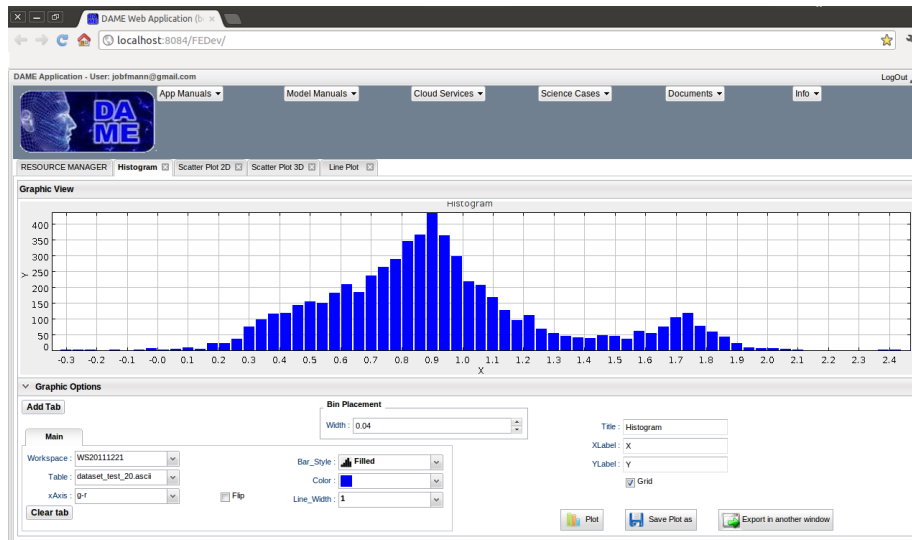 DAME Web Application (b
localhost:8084/FEDev/
DAME Application - User: jobfmann@gmail.com LogOut
DAME
App Manuals Model Manuals Cloud Services Science Cases Documents Info
RESOURCE MANAGER Histogram Scatter Plot 2D Scatter Plot 3D Line Plot
Graphic View
Histogram
400
350
300
250
200
150
100
50
0
Y
-0.3 -0.2 -0.1 -0.0 0.1 0.2 0.3 0.4 0.5 0.6 0.7 0.8 0.9 1.0 1.1 1.2 1.3 1.4 1.5 1.6 1.7 1.8 1.9 2.0 2.1 2.2 2.3 2.4
X
Graphic Options
Add Tab
Bin Placement
Width : 0.04
Main
Workspace : WS20111221
Table : dataset_test_20.ascii
xAxis : g-r
Flip
Clear tab
Bar_Style : Filled
Color :
Line_Width : 1
Title : Histogram
XLabel : X
YLabel : Y
Grid
Plot Save Plot as Export in another window